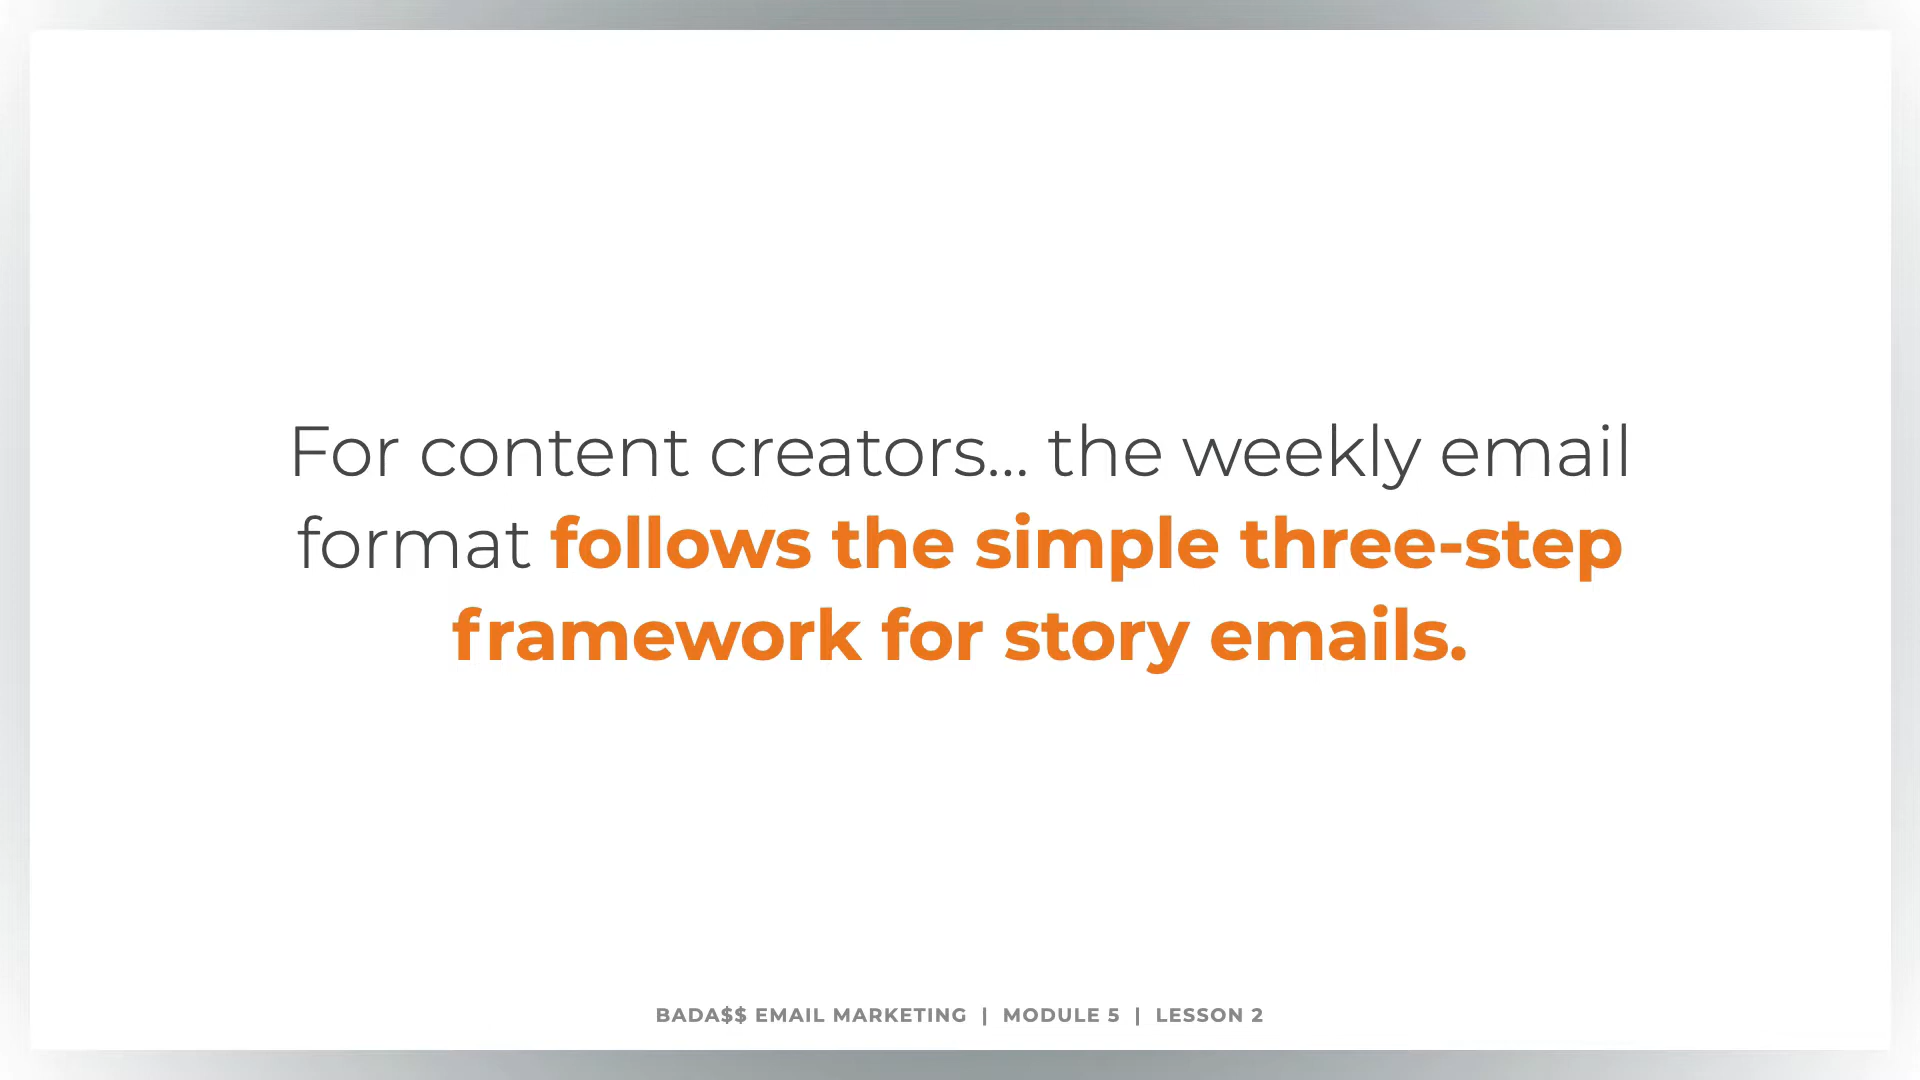 For content creators... the weekly email
format follows the simple three-step
framework for story emails.
BADA$$ EMAIL MARKETING | MODULE 5 | LESSON 2